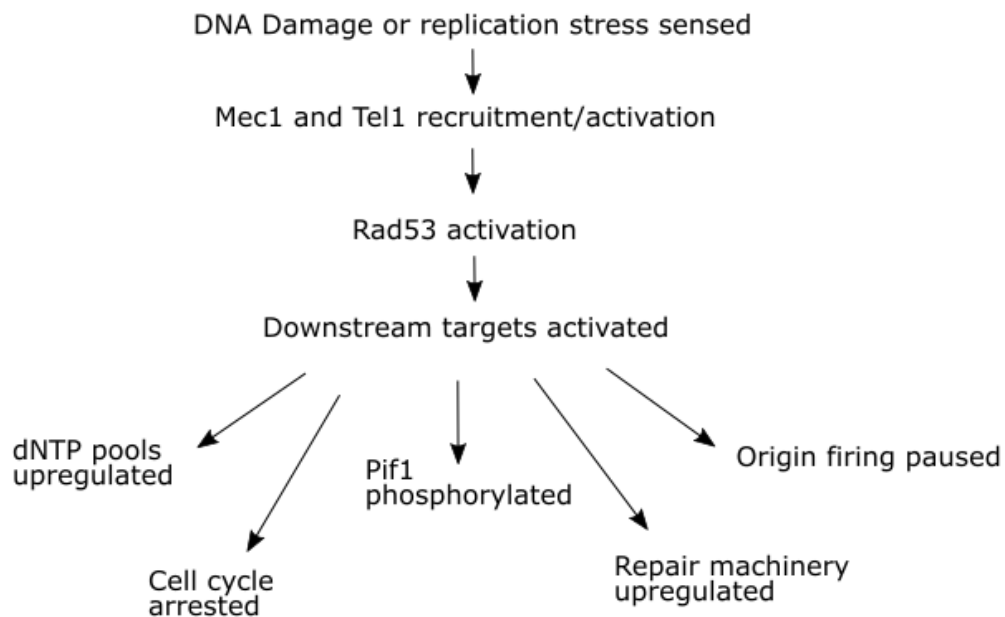 DNA Damage or replication stress sensed
Mec1 and Tel1 recruitment/activation
Rad53 activation
Downstream targets activated
dNTP pools
upregulated
Pif1
phosphorylated
Origin firing paused
Cell cycle
arrested
Repair machinery
upregulated